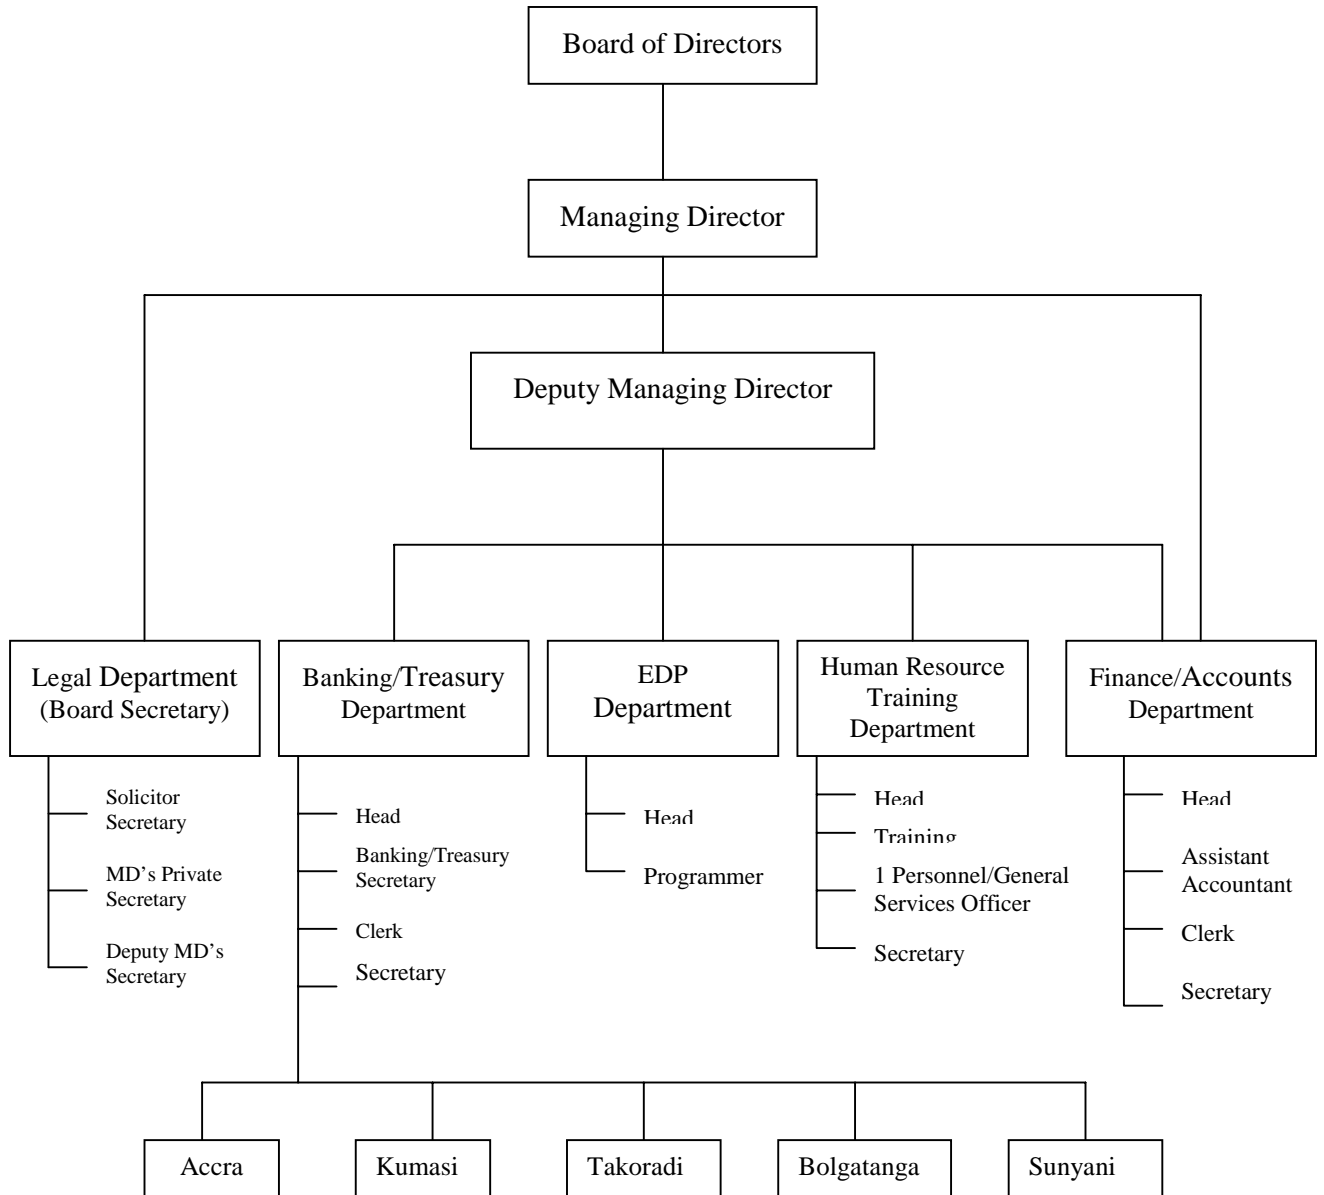 Board of Directors
Managing Director
Deputy Managing Director
Legal Department
(Board Secretary)
Banking/Treasury
Department
EDP
Department
Human Resource
Training
Department
Finance/Accounts
Department
Solicitor
Secretary
MD's Private
Secretary
Deputy MD's
Secretary
Head
Banking/Treasury
Secretary
Clerk
Secretary
Head
Programmer
Head
Training
1 Personnel/General
Services Officer
Secretary
Head
Assistant
Accountant
Clerk
Secretary
Accra
Kumasi
Takoradi
Bolgatanga
Sunyani